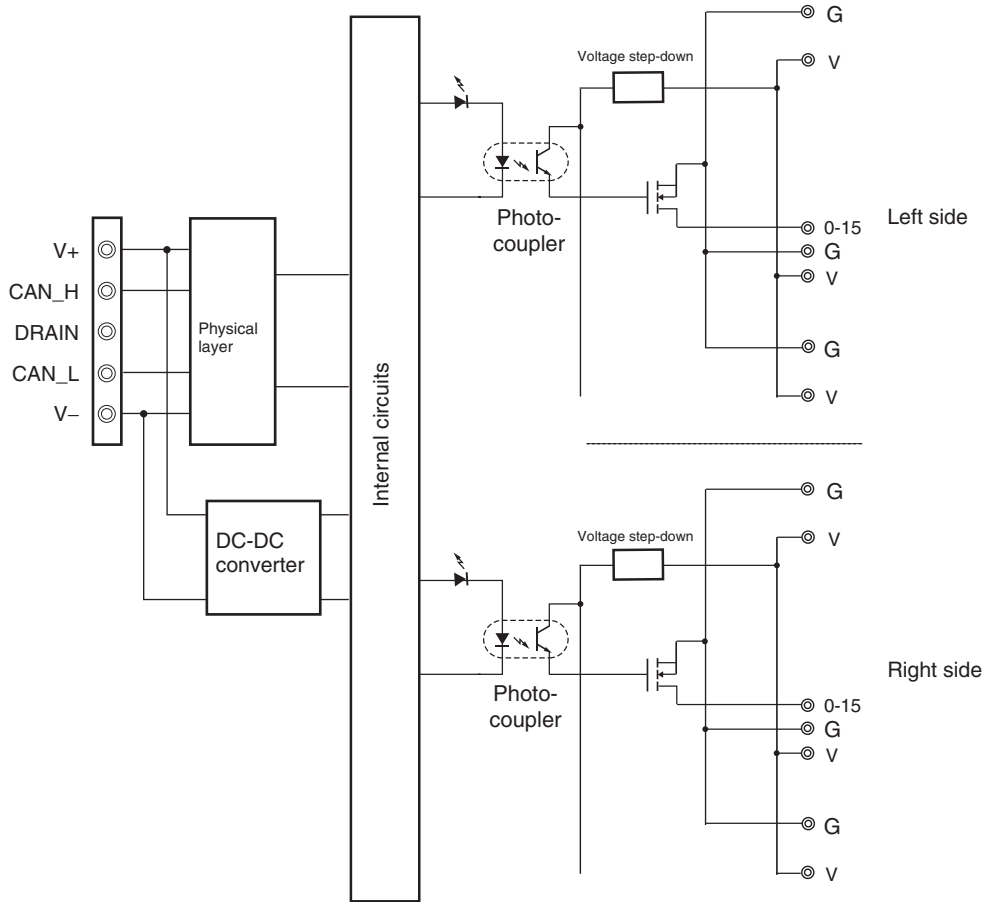 V+
CAN_H
DRAIN
CAN_L
V–
Physical
layer
DC-DC
converter
Internal circuits
Voltage step-down
Photo-
coupler
G
V
0-15
G
V
G
V
Left side
Voltage step-down
Photo-
coupler
G
V
0-15
G
V
G
V
Right side